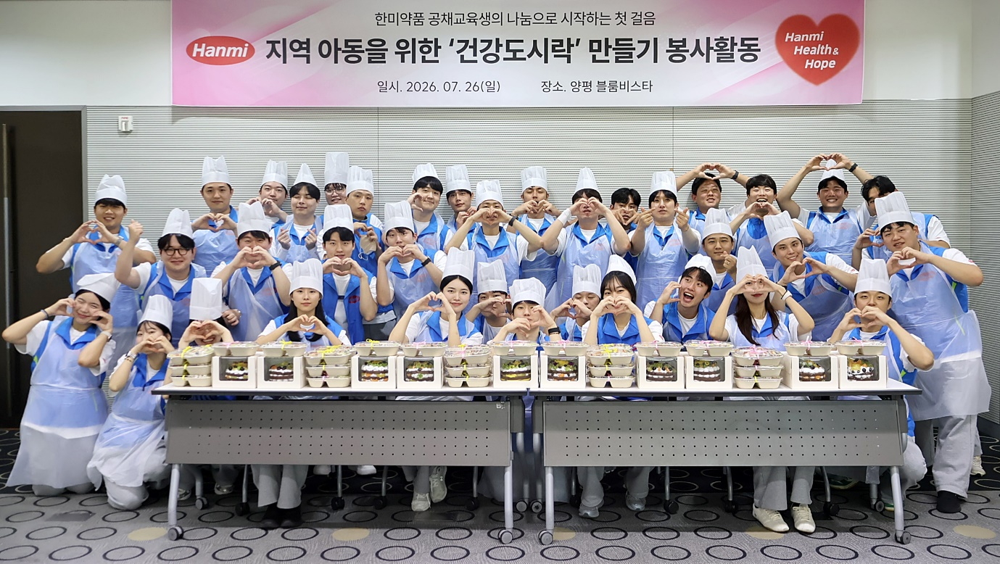 한미약품 공채교육생의 나눔으로 시작하는 첫 걸음
Hanmi 지역 아동을 위한 ‘건강도시락’ 만들기 봉사활동
Hanmi
Health &
Hope
일시. 2026. 07. 26(일) 장소. 양평 블룸비스타